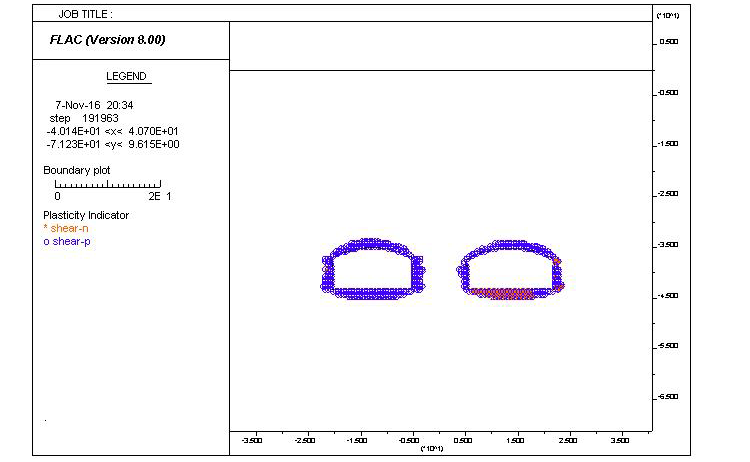 JOB TITLE :
(*10^1)
FLAC (Version 8.00)
LEGEND
7-Nov-16 20:34
step 191963
-4.014E+01 <x< 4.070E+01
-7.123E+01 <y< 9.615E+00
Boundary plot
0 2E 1
Plasticity Indicator
* shear-n
o shear-p
0.500
-0.500
-1.500
-2.500
-3.500
-4.500
-5.500
-6.500
-3.500 -2.500 -1.500 -0.500 0.500 1.500 2.500 3.500
(*10^1)